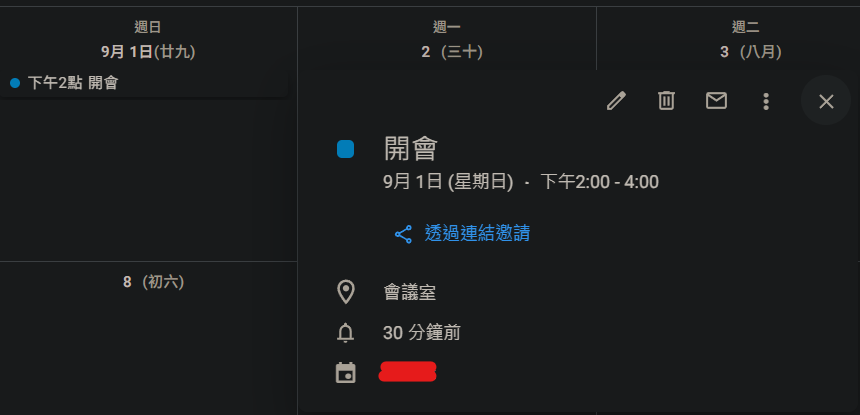 週日
週一
週二
9月 1日(廿九)
2 (三十)
3 (八月)
下午2點 開會
開會
9月 1日 (星期日) · 下午2:00 - 4:00
透過連結邀請
會議室
30 分鐘前
8 (初六)